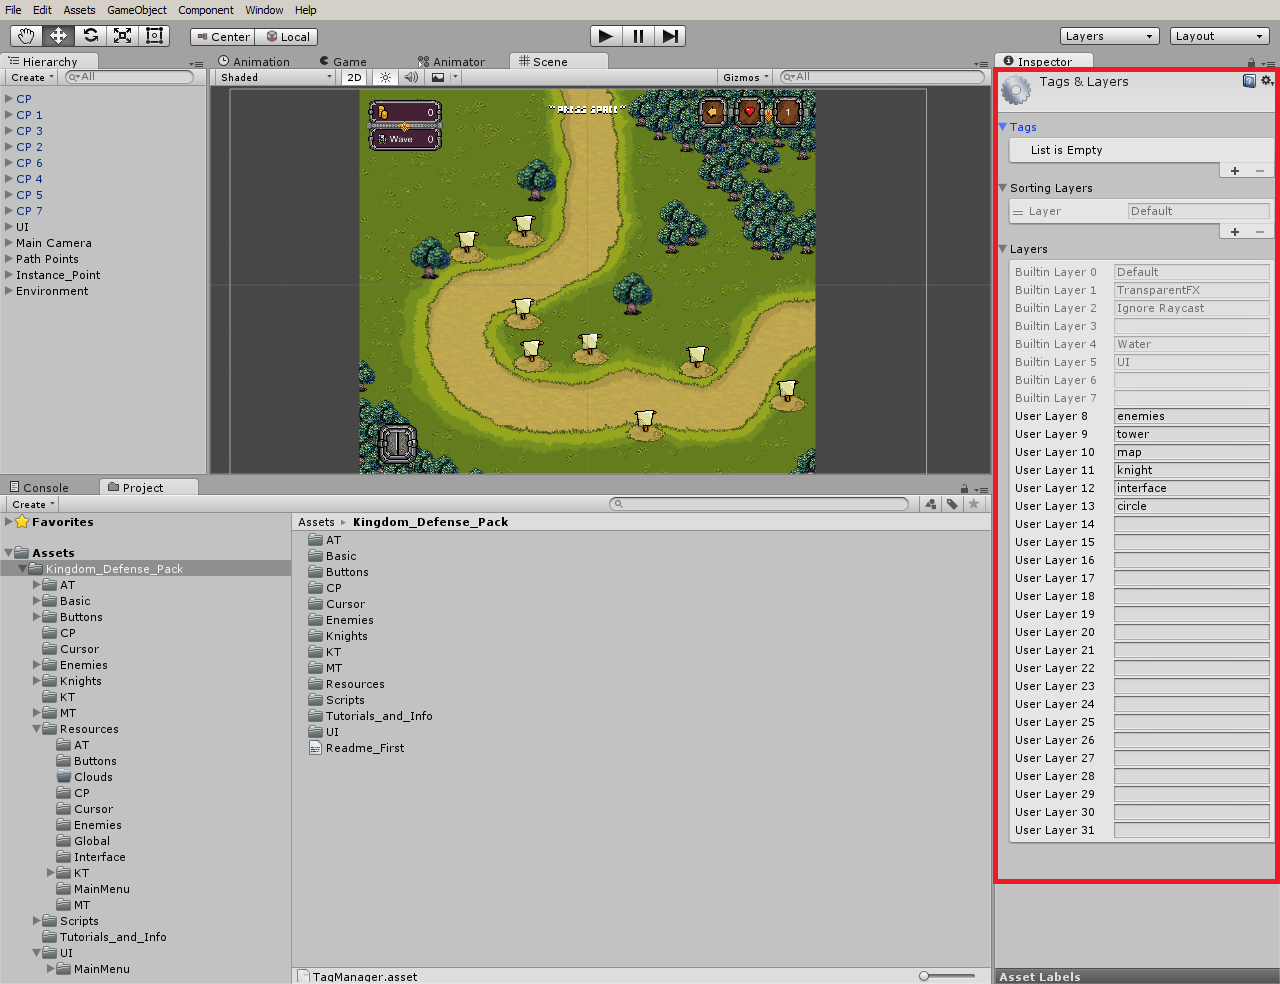 File Edit Assets GameObject Component Window Help
Center Local Layers Layout
Hierarchy
Create All
CP
CP 1
CP 3
CP 2
CP 6
CP 4
CP 5
CP 7
UI
Main Camera
Path Points
Instance_Point
Environment
Animation Game Animator Scene
Shaded 2D Gizmos All
0
Wave 0
"PRESS SPACE"
1
Console Project
Create
Favorites
Assets
Kingdom_Defense_Pack
AT
Basic
Buttons
CP
Cursor
Enemies
Knights
KT
MT
Resources
AT
Buttons
Clouds
CP
Cursor
Enemies
Global
Interface
KT
MainMenu
MT
Scripts
Tutorials_and_Info
UI
MainMenu
Assets Kingdom_Defense_Pack
AT
Basic
Buttons
CP
Cursor
Enemies
Knights
KT
MT
Resources
Scripts
Tutorials_and_Info
UI
Readme_First
TagManager.asset
Inspector
Tags & Layers
Tags
List is Empty
Sorting Layers
Layer Default
Layers
Builtin Layer 0 Default
Builtin Layer 1 TransparentFX
Builtin Layer 2 Ignore Raycast
Builtin Layer 3
Builtin Layer 4 Water
Builtin Layer 5 UI
Builtin Layer 6
Builtin Layer 7
User Layer 8 enemies
User Layer 9 tower
User Layer 10 map
User Layer 11 knight
User Layer 12 interface
User Layer 13 circle
User Layer 14
User Layer 15
User Layer 16
User Layer 17
User Layer 18
User Layer 19
User Layer 20
User Layer 21
User Layer 22
User Layer 23
User Layer 24
User Layer 25
User Layer 26
User Layer 27
User Layer 28
User Layer 29
User Layer 30
User Layer 31
Asset Labels